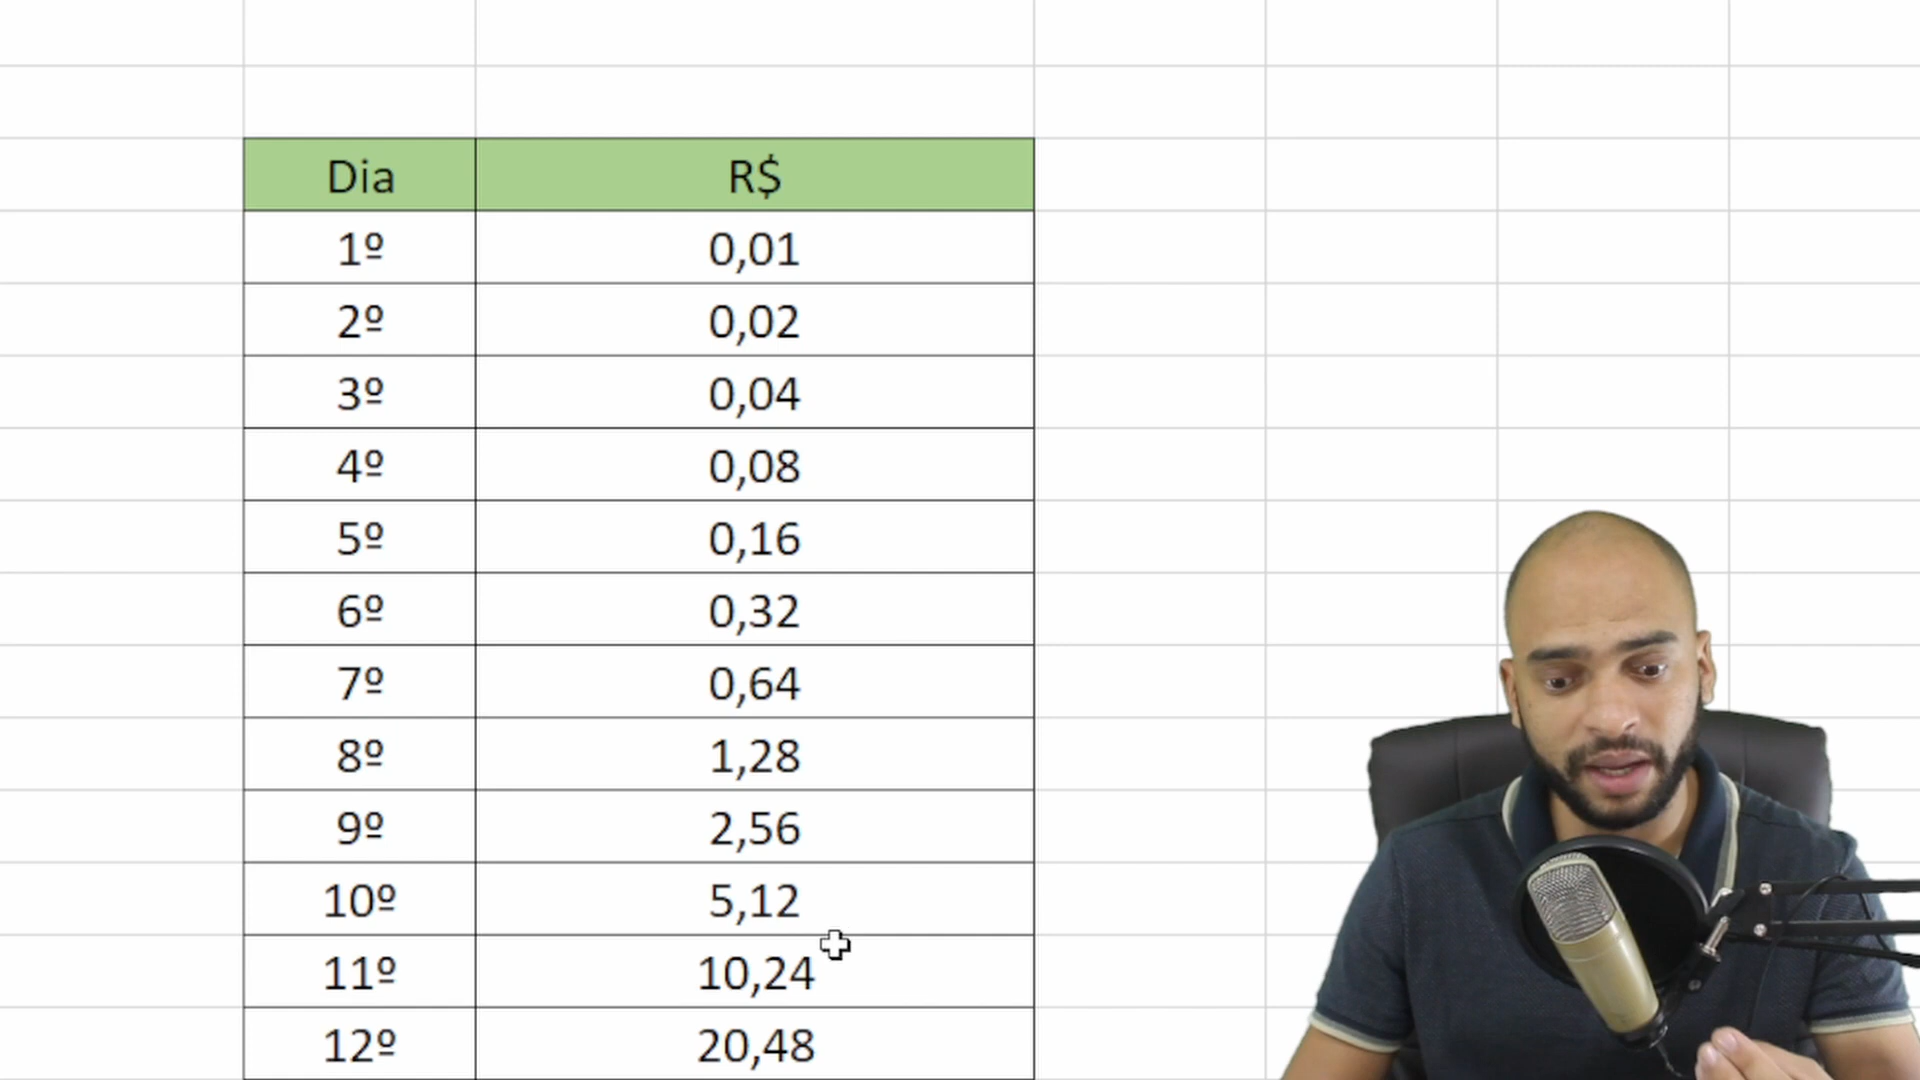 Dia R$
1º 0,01
2º 0,02
3º 0,04
4º 0,08
5º 0,16
6º 0,32
7º 0,64
8º 1,28
9º 2,56
10º 5,12
11º 10,24
12º 20,48